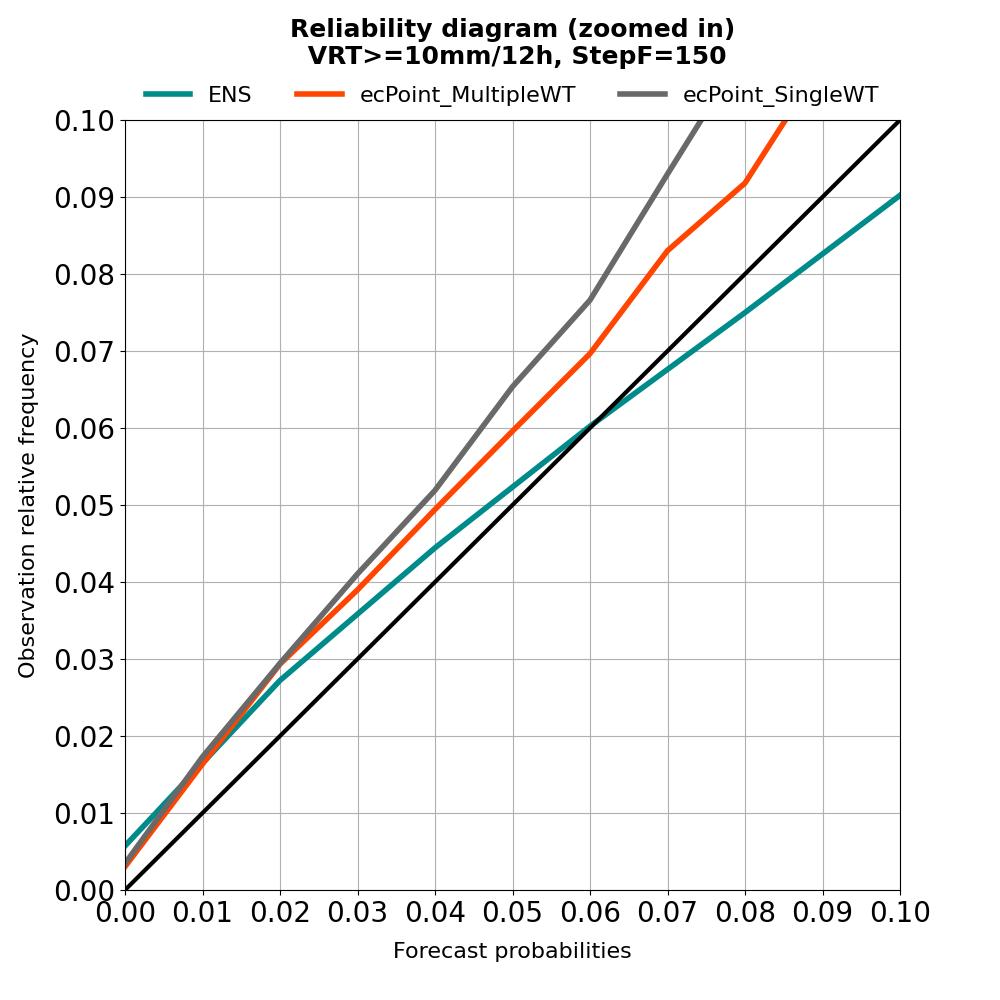 Reliability diagram (zoomed in)
VRT>=10mm/12h, StepF=150
ENS ecPoint_MultipleWT ecPoint_SingleWT
0.10
0.09
0.08
0.07
0.06
0.05
0.04
0.03
0.02
0.01
0.00
Observation relative frequency
0.00 0.01 0.02 0.03 0.04 0.05 0.06 0.07 0.08 0.09 0.10
Forecast probabilities